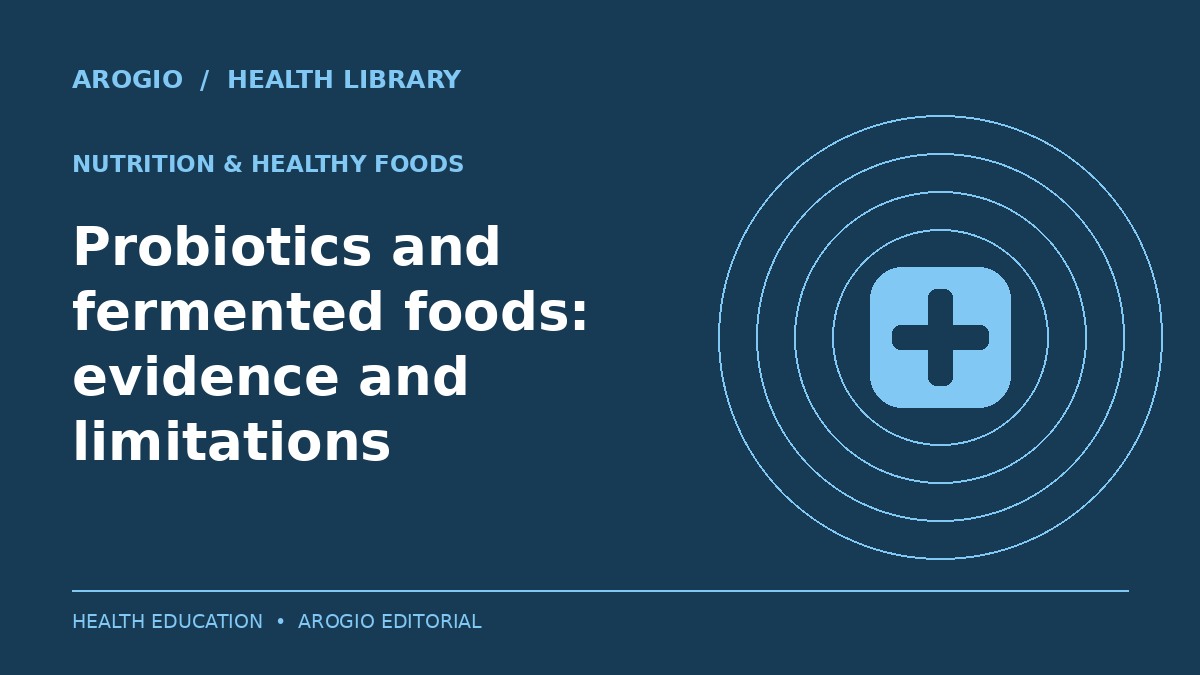 AROGIO / HEALTH LIBRARY
NUTRITION & HEALTHY FOODS
Probiotics and
fermented foods:
evidence and
limitations
HEALTH EDUCATION • AROGIO EDITORIAL